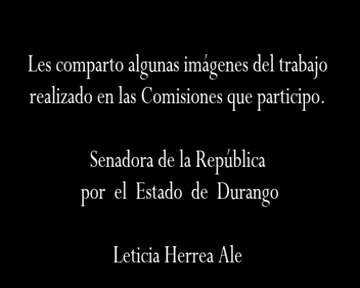 Les comparto algunas imágenes del trabajo
realizado en las Comisiones que participo.
Senadora de la República
por el Estado de Durango
Leticia Herrea Ale